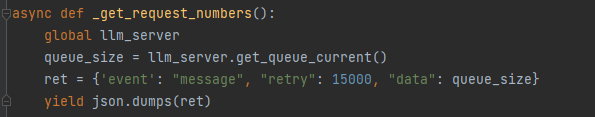 async def _get_request_numbers():
    global llm_server
    queue_size = llm_server.get_queue_current()
    ret = {'event': "message", "retry": 15000, "data": queue_size}
    yield json.dumps(ret)